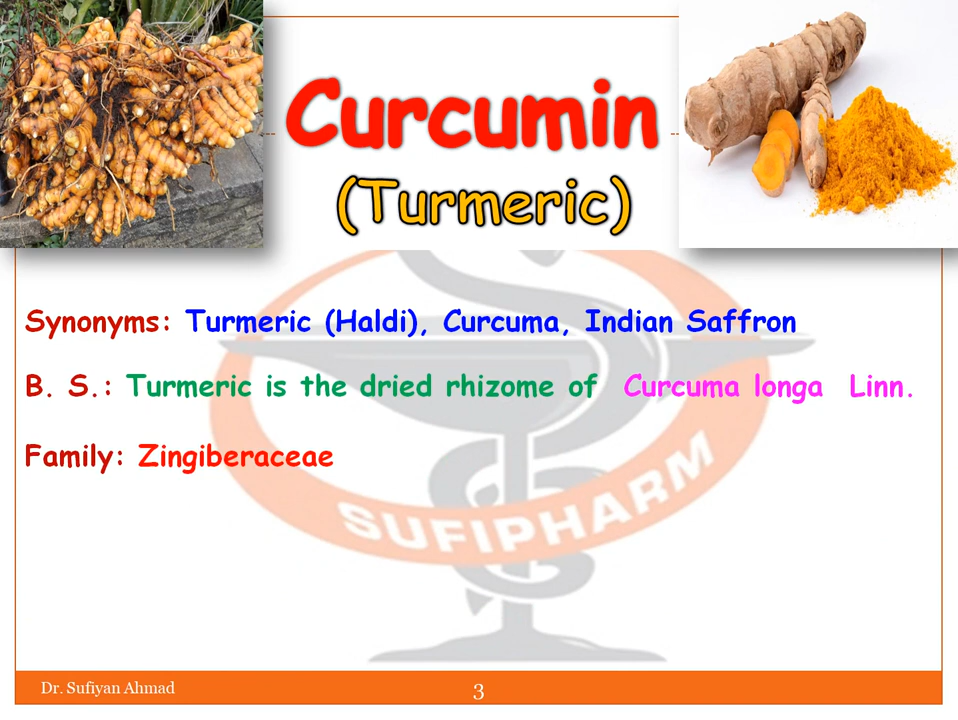 Curcumin
(Turmeric)
Synonyms: Turmeric (Haldi), Curcuma, Indian Saffron
B. S.: Turmeric is the dried rhizome of Curcuma longa Linn.
Family: Zingiberaceae
SUFIPHARM
Dr. Sufiyan Ahmad
3